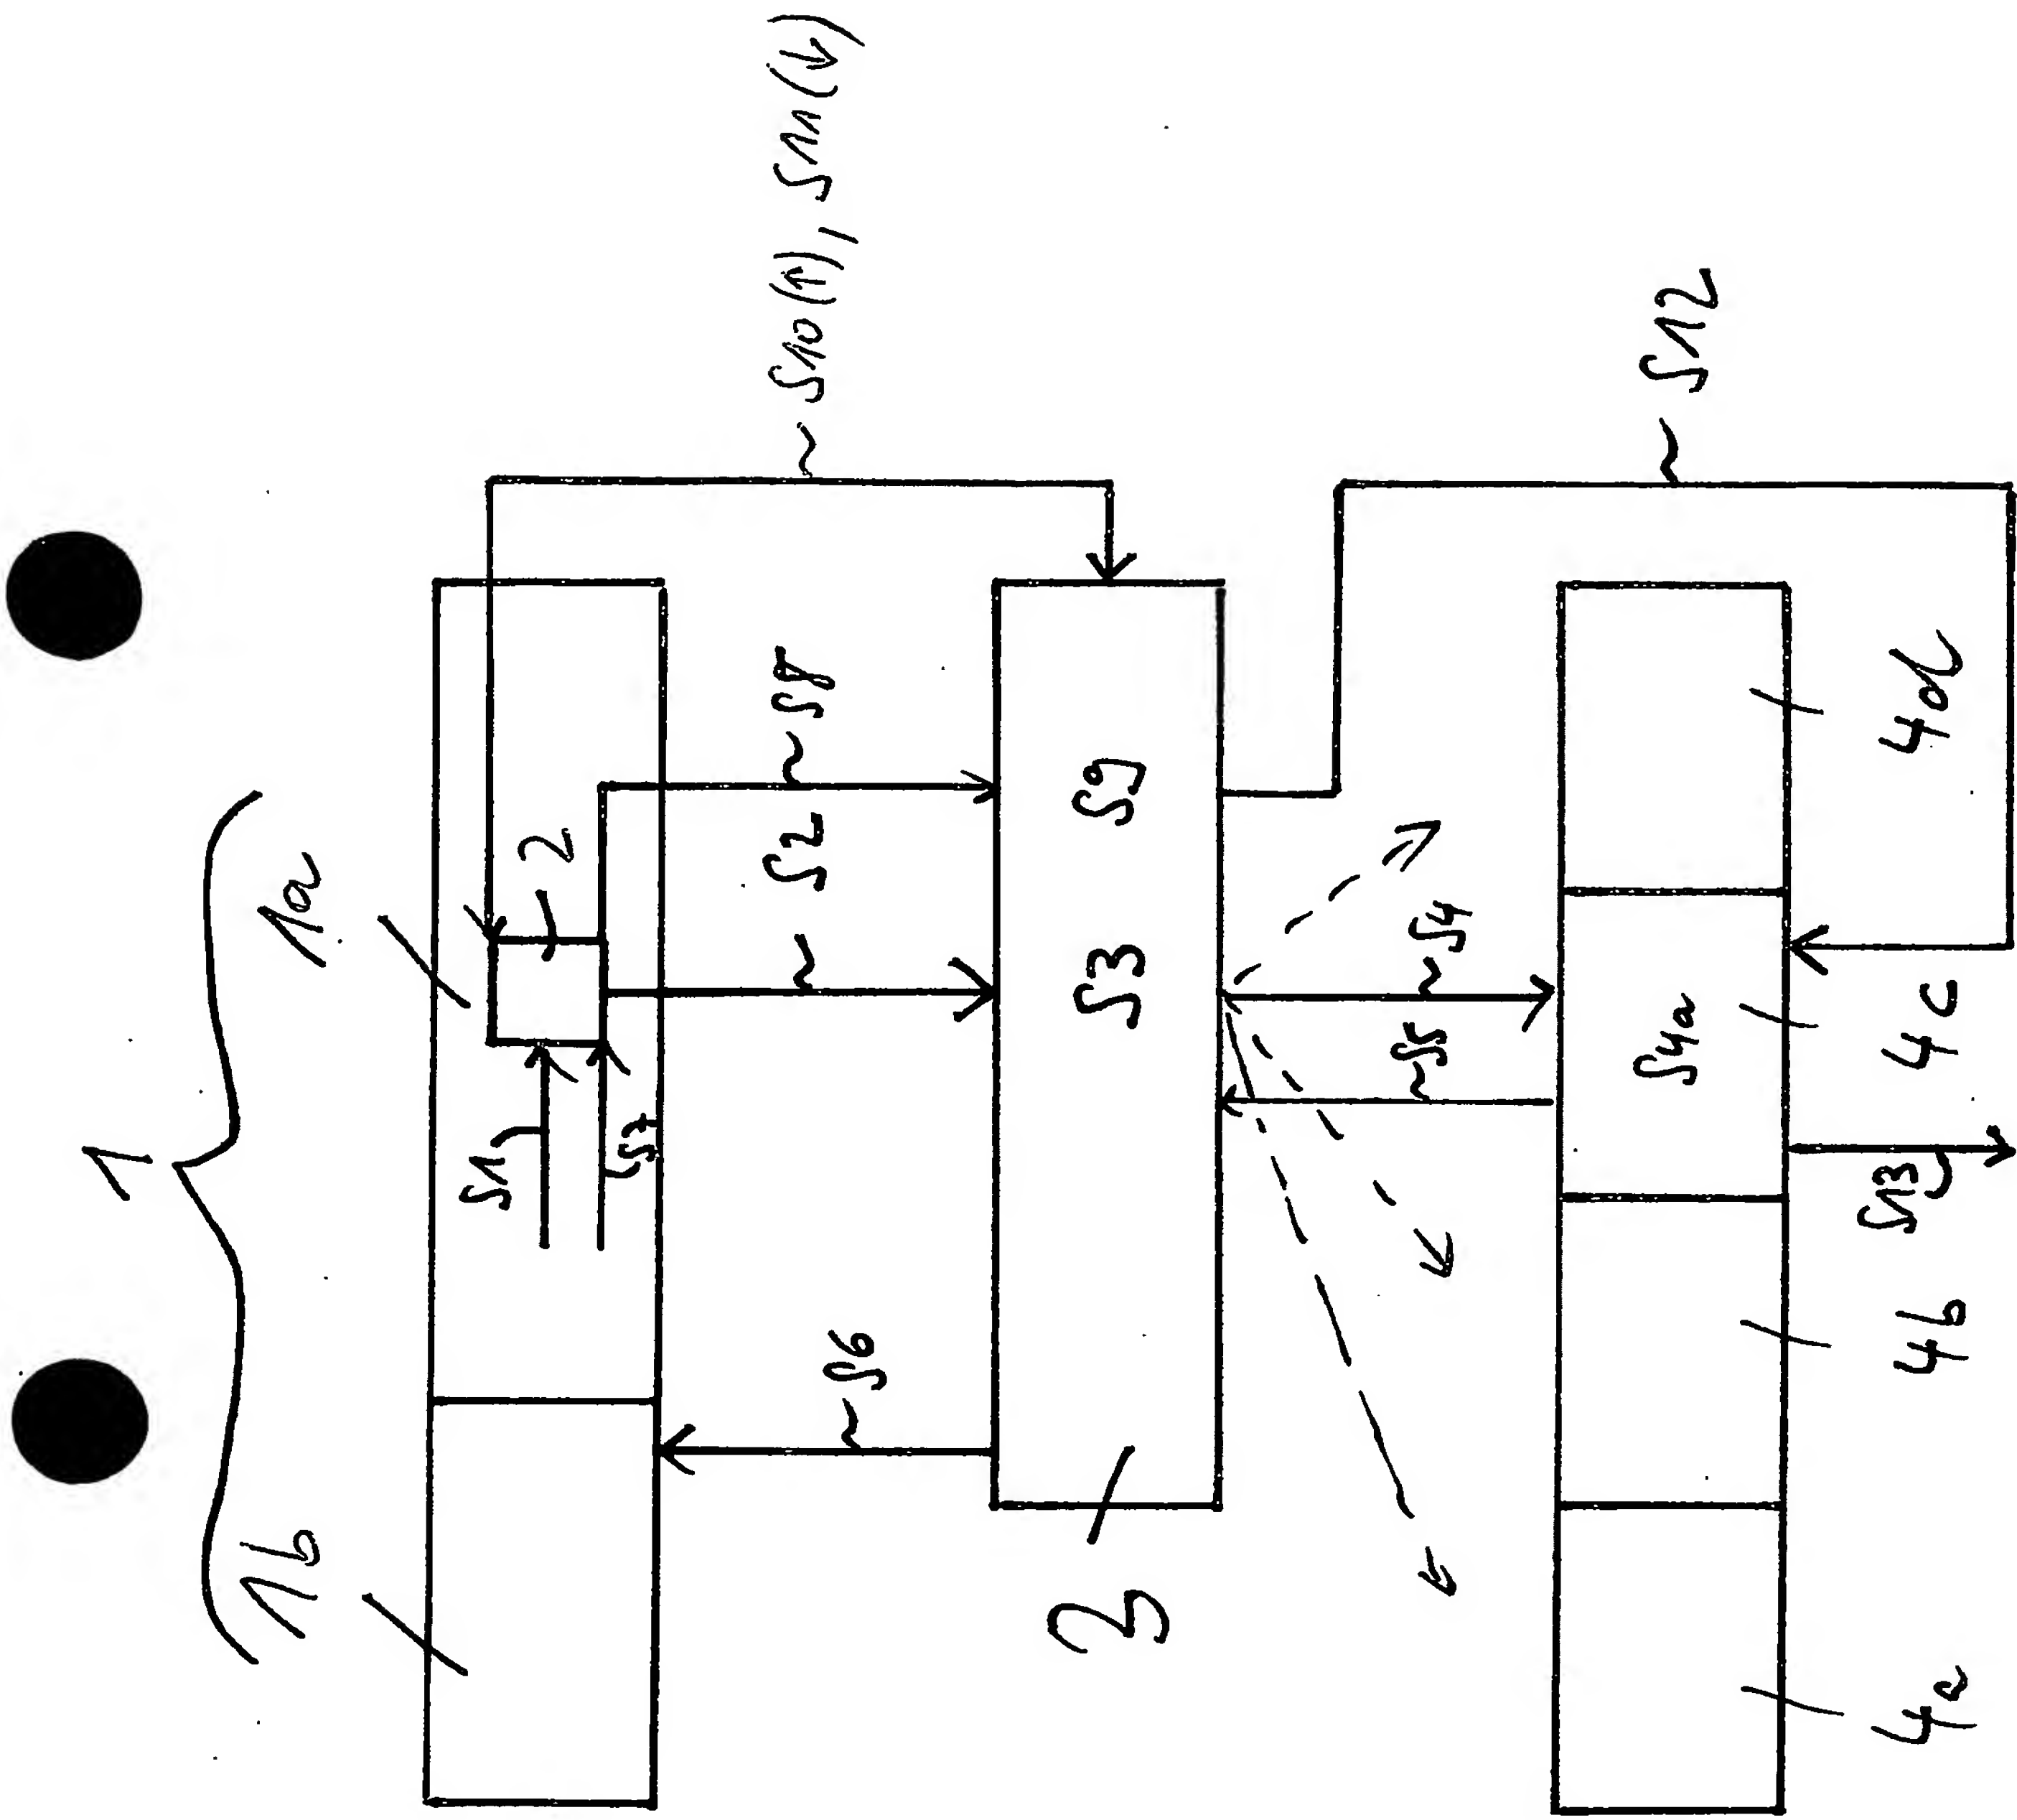 1
1b 1a
S1
2
S7
S6 S2 S8 S10(↑), S11(↓)
3 S3 S9
S5 S4
S4a S12
S13
4a 4b 4c 4d